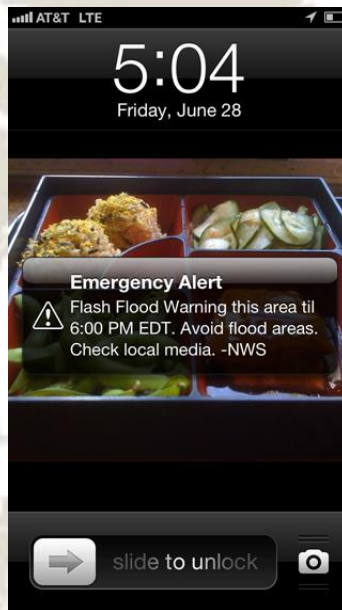 AT&T LTE
5:04
Friday, June 28
Emergency Alert
Flash Flood Warning this area til
6:00 PM EDT. Avoid flood areas.
Check local media. -NWS
slide to unlock